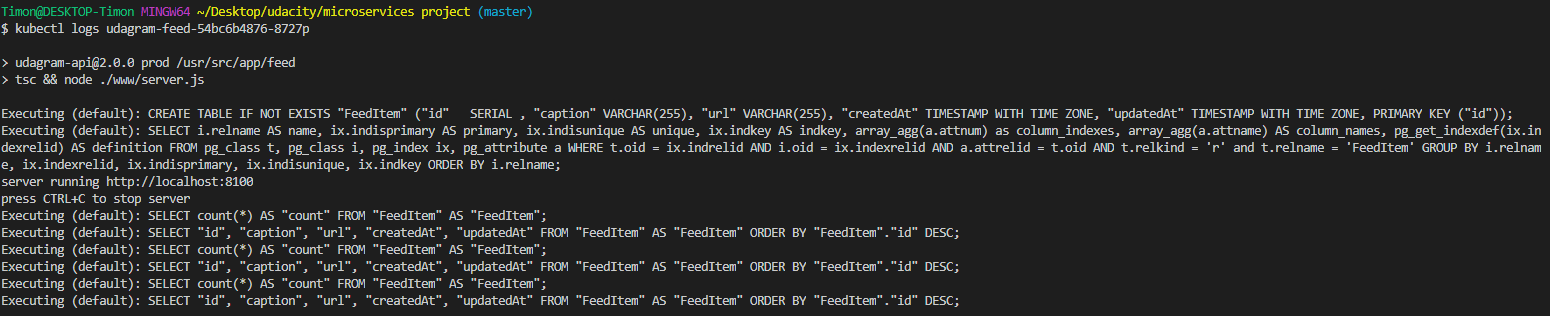 Timon@DESKTOP-Timon MINGW64 ~/Desktop/udacity/microservices project (master)
$ kubectl logs udagram-feed-54bc6b4876-8727p
> udagram-api@2.0.0 prod /usr/src/app/feed
> tsc && node ./www/server.js
Executing (default): CREATE TABLE IF NOT EXISTS "FeedItem" ("id"   SERIAL , "caption" VARCHAR(255), "url" VARCHAR(255), "createdAt" TIMESTAMP WITH TIME ZONE, "updatedAt" TIMESTAMP WITH TIME ZONE, PRIMARY KEY ("id"));
Executing (default): SELECT i.relname AS name, ix.indisprimary AS primary, ix.indisunique AS unique, ix.indkey AS indkey, array_agg(a.attnum) as column_indexes, array_agg(a.attname) AS column_names, pg_get_indexdef(ix.in
dexrelid) AS definition FROM pg_class t, pg_class i, pg_index ix, pg_attribute a WHERE t.oid = ix.indrelid AND i.oid = ix.indexrelid AND a.attrelid = t.oid AND t.relkind = 'r' and t.relname = 'FeedItem' GROUP BY i.relnam
e, ix.indexrelid, ix.indisprimary, ix.indisunique, ix.indkey ORDER BY i.relname;
server running http://localhost:8100
press CTRL+C to stop server
Executing (default): SELECT count(*) AS "count" FROM "FeedItem" AS "FeedItem";
Executing (default): SELECT "id", "caption", "url", "createdAt", "updatedAt" FROM "FeedItem" AS "FeedItem" ORDER BY "FeedItem"."id" DESC;
Executing (default): SELECT count(*) AS "count" FROM "FeedItem" AS "FeedItem";
Executing (default): SELECT "id", "caption", "url", "createdAt", "updatedAt" FROM "FeedItem" AS "FeedItem" ORDER BY "FeedItem"."id" DESC;
Executing (default): SELECT count(*) AS "count" FROM "FeedItem" AS "FeedItem";
Executing (default): SELECT "id", "caption", "url", "createdAt", "updatedAt" FROM "FeedItem" AS "FeedItem" ORDER BY "FeedItem"."id" DESC;